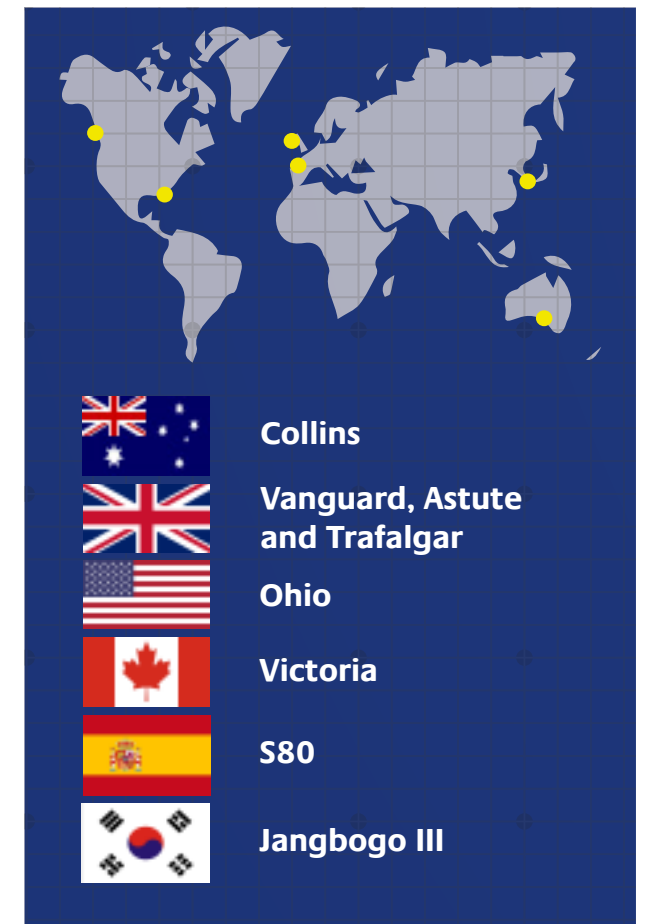 Collins
Vanguard, Astute
and Trafalgar
Ohio
Victoria
S80
Jangbogo III